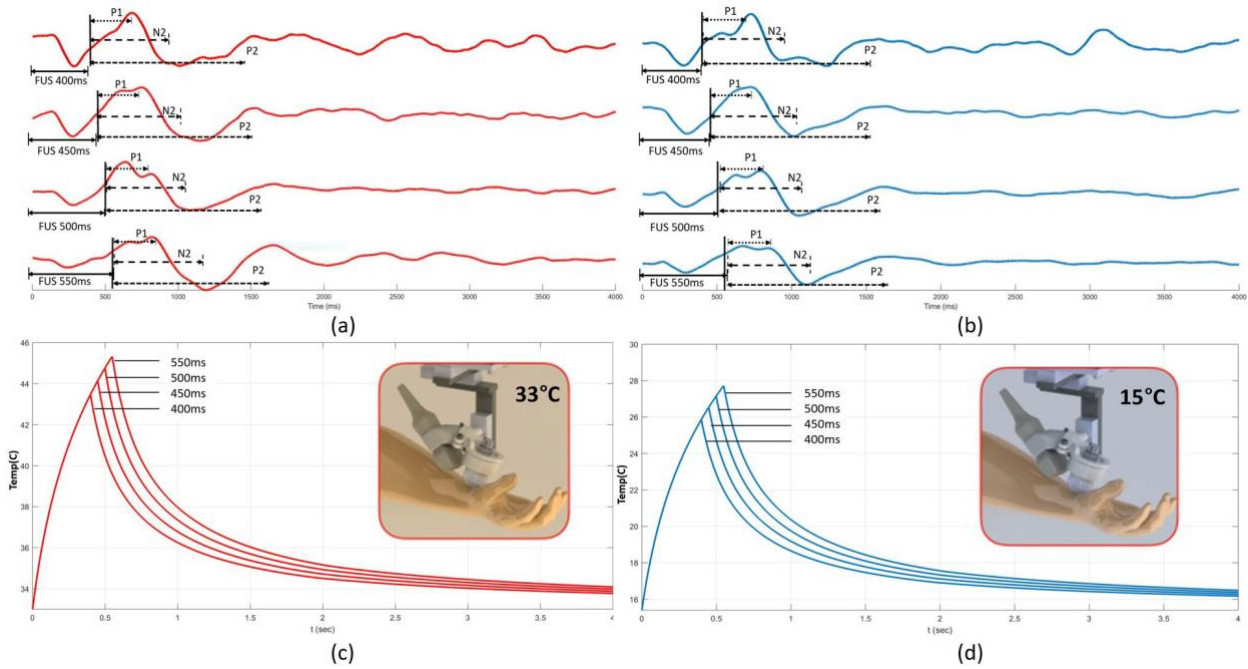 P1
N2
P2
FUS 400ms
P1
N2
P2
FUS 450ms
P1
N2
P2
FUS 500ms
P1
N2
P2
FUS 550ms
0 500 1000 1500 2000 2500 3000 3500 4000
Time (ms)
(a)
P1
N2
P2
FUS 400ms
P1
N2
P2
FUS 450ms
P1
N2
P2
FUS 500ms
P1
N2
P2
FUS 550ms
0 500 1000 1500 2000 2500 3000 3500 4000
Time (ms)
(b)
46
44
42
40
38
36
34
Temp(C)
550ms
500ms
450ms
400ms
33°C
0 0.5 1 1.5 2 2.5 3 3.5 4
t (sec)
(c)
30
28
26
24
22
20
18
16
Temp(C)
550ms
500ms
450ms
400ms
15°C
0 0.5 1 1.5 2 2.5 3 3.5 4
t (sec)
(d)